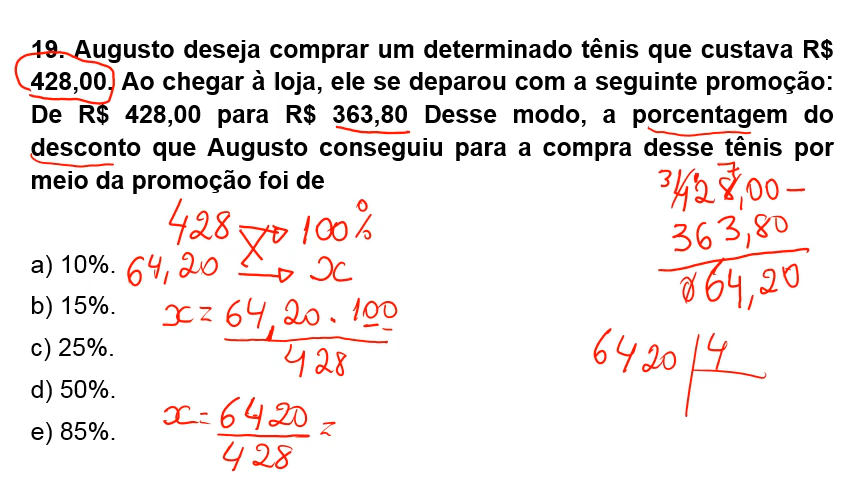 19. Augusto deseja comprar um determinado tênis que custava R$
428,00. Ao chegar à loja, ele se deparou com a seguinte promoção:
De R$ 428,00 para R$ 363,80 Desse modo, a porcentagem do
desconto que Augusto conseguiu para a compra desse tênis por
meio da promoção foi de
a) 10%.
b) 15%.
c) 25%.
d) 50%.
e) 85%.
428 → 100%
64,20 → x
x = 64,20 . 100
428
x = 6420 =
428
3 1 7
428,00 -
363,80
064,20
6420 4